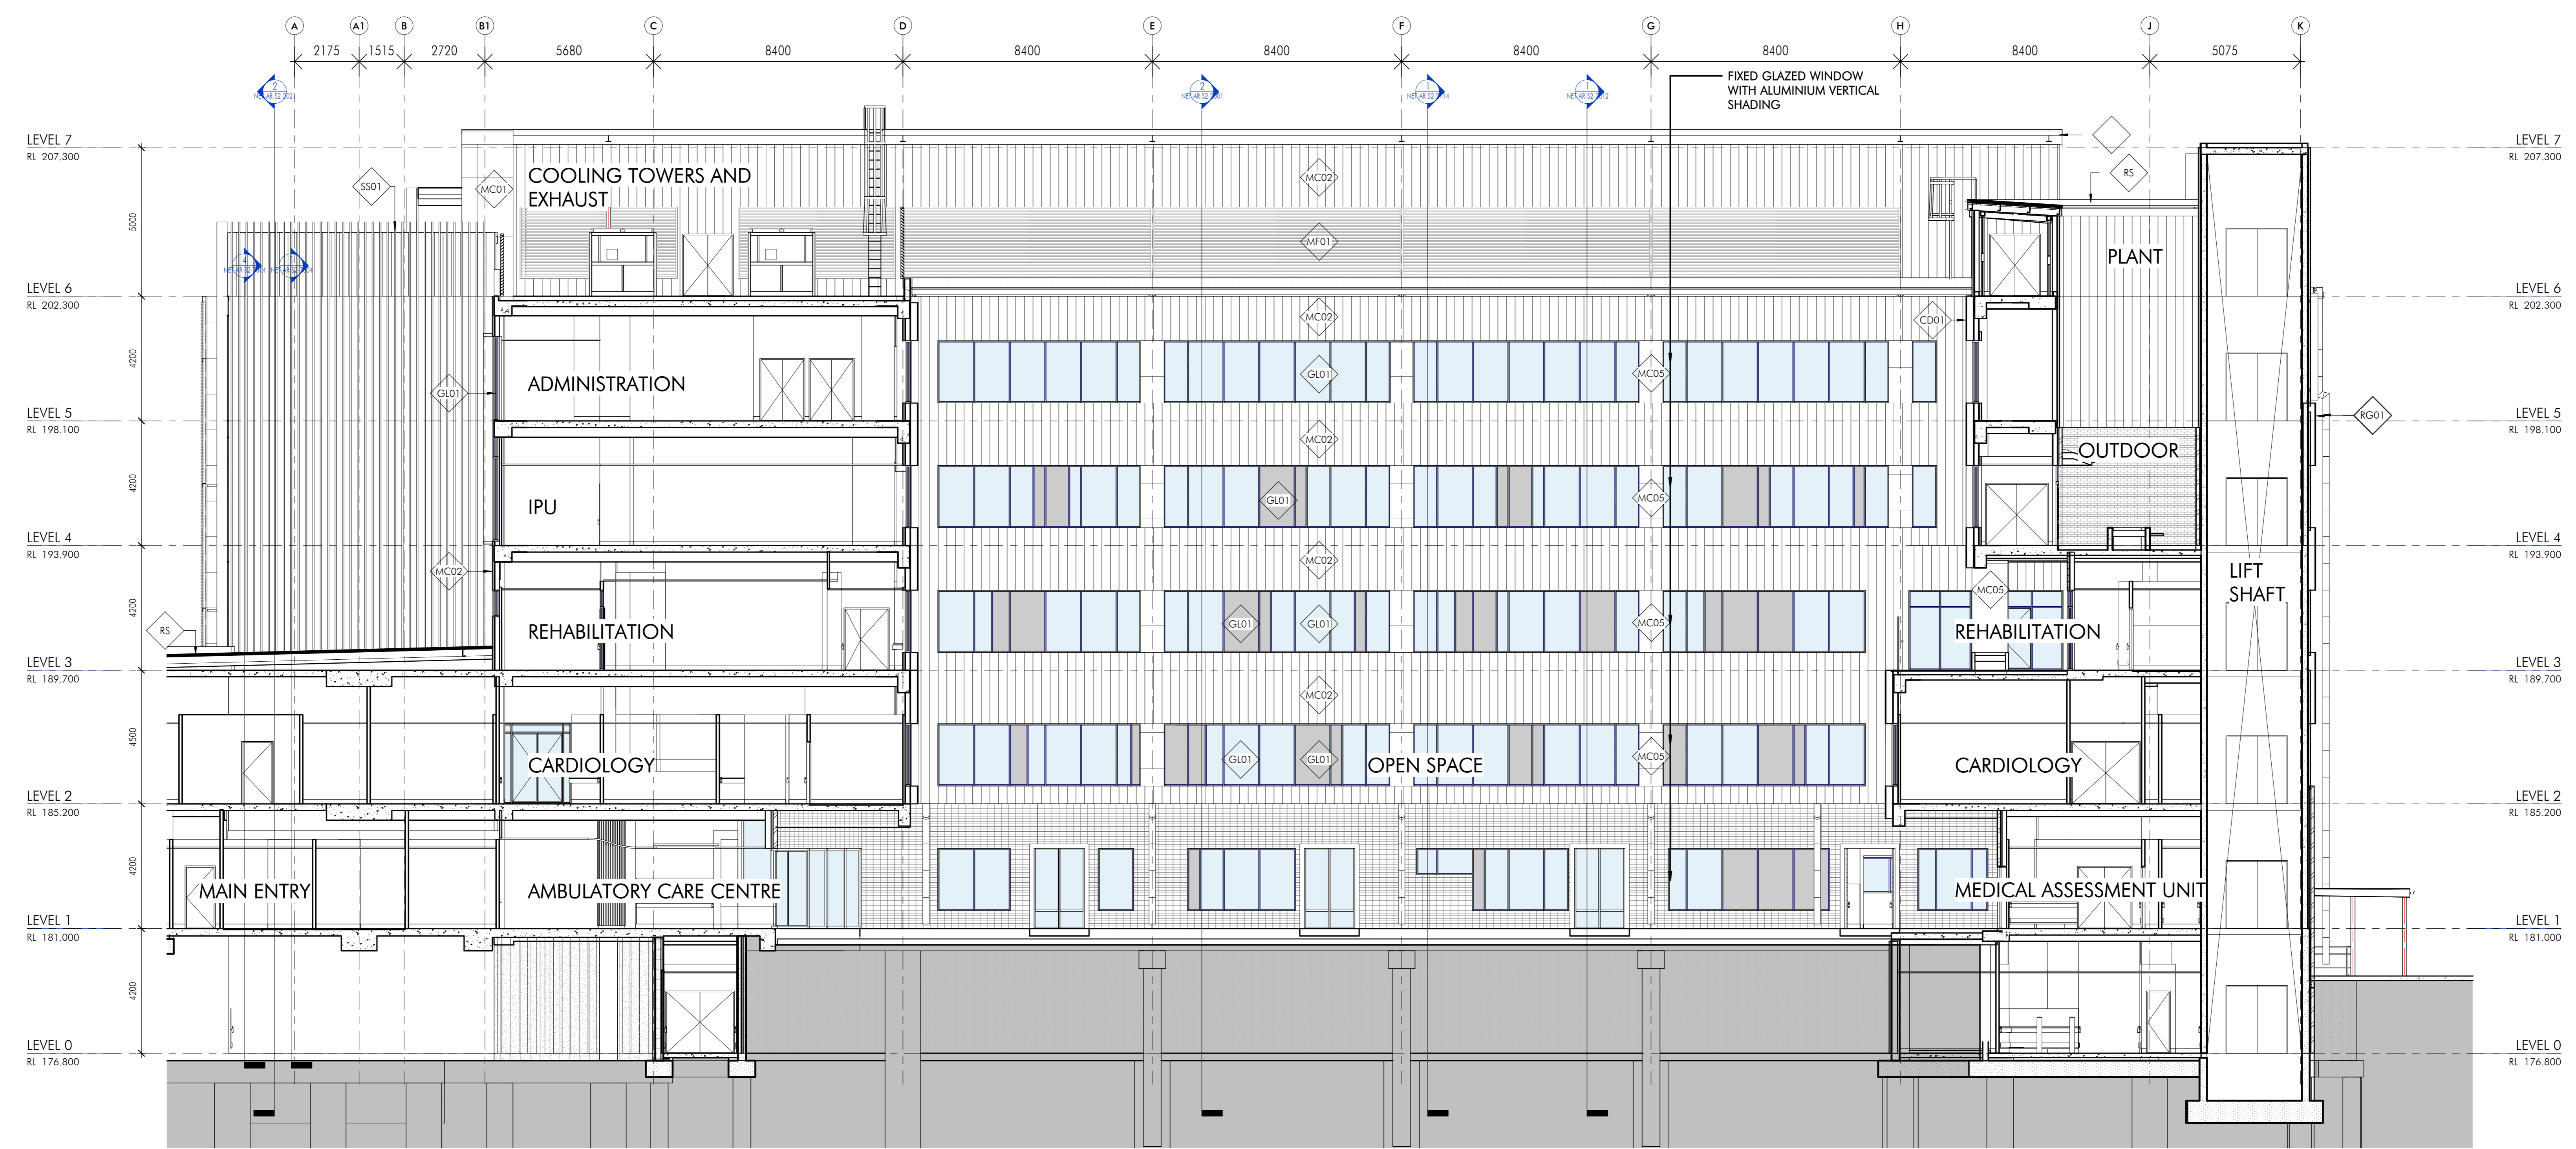 A A1 B B1 C D E F G H J K
2175 1515 2720 5680 8400 8400 8400 8400 8400 8400 5075
2
2
1
1
FIXED GLAZED WINDOW
WITH ALUMINIUM VERTICAL
SHADING
LEVEL 7
RL 207.300
LEVEL 7
RL 207.300
SS01
MC01
COOLING TOWERS AND
EXHAUST
MC02
RS
5000
MF01
PLANT
4
LEVEL 6
RL 202.300
LEVEL 6
RL 202.300
MC02
CD01
4200
ADMINISTRATION
GL01
GL01
MC05
LEVEL 5
RL 198.100
LEVEL 5
RL 198.100
RG01
MC02
OUTDOOR
4200
IPU
GL01
MC05
LEVEL 4
RL 193.900
LEVEL 4
RL 193.900
MC02
MC02
LIFT
SHAFT
MC05
4200
RS
REHABILITATION
GL01
GL01
MC05
REHABILITATION
LEVEL 3
RL 189.700
LEVEL 3
RL 189.700
MC02
4500
CARDIOLOGY
GL01
GL01
OPEN SPACE
MC05
CARDIOLOGY
LEVEL 2
RL 185.200
LEVEL 2
RL 185.200
4200
MAIN ENTRY
AMBULATORY CARE CENTRE
MEDICAL ASSESSMENT UNIT
LEVEL 1
RL 181.000
LEVEL 1
RL 181.000
4200
LEVEL 0
RL 176.800
LEVEL 0
RL 176.800